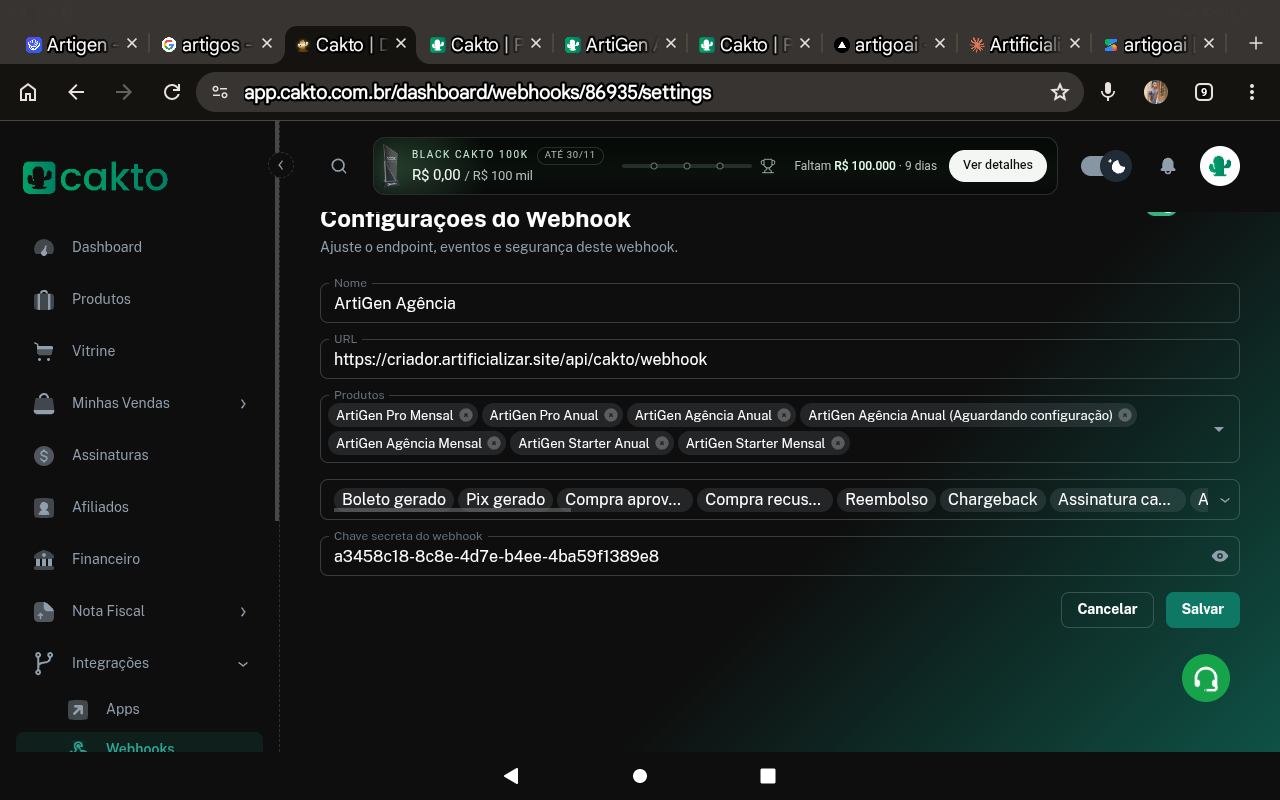 Artigen -
artigos -
Cakto | D
Cakto | F
ArtiGen A
Cakto | F
artigoai -
Artificiali
artigoai |
app.cakto.com.br/dashboard/webhooks/86935/settings
9
cakto
BLACK CAKTO 100K
ATÉ 30/11
R$ 0,00 / R$ 100 mil
Faltam R$ 100.000 · 9 dias
Ver detalhes
Dashboard
Produtos
Vitrine
Minhas Vendas
Assinaturas
Afiliados
Financeiro
Nota Fiscal
Integrações
Apps
Webhooks
Configurações do Webhook
Ajuste o endpoint, eventos e segurança deste webhook.
Nome
ArtiGen Agência
URL
https://criador.artificializar.site/api/cakto/webhook
Produtos
ArtiGen Pro Mensal
ArtiGen Pro Anual
ArtiGen Agência Anual
ArtiGen Agência Anual (Aguardando configuração)
ArtiGen Agência Mensal
ArtiGen Starter Anual
ArtiGen Starter Mensal
Boleto gerado
Pix gerado
Compra aprov...
Compra recus...
Reembolso
Chargeback
Assinatura ca...
A
Chave secreta do webhook
a3458c18-8c8e-4d7e-b4ee-4ba59f1389e8
Cancelar
Salvar